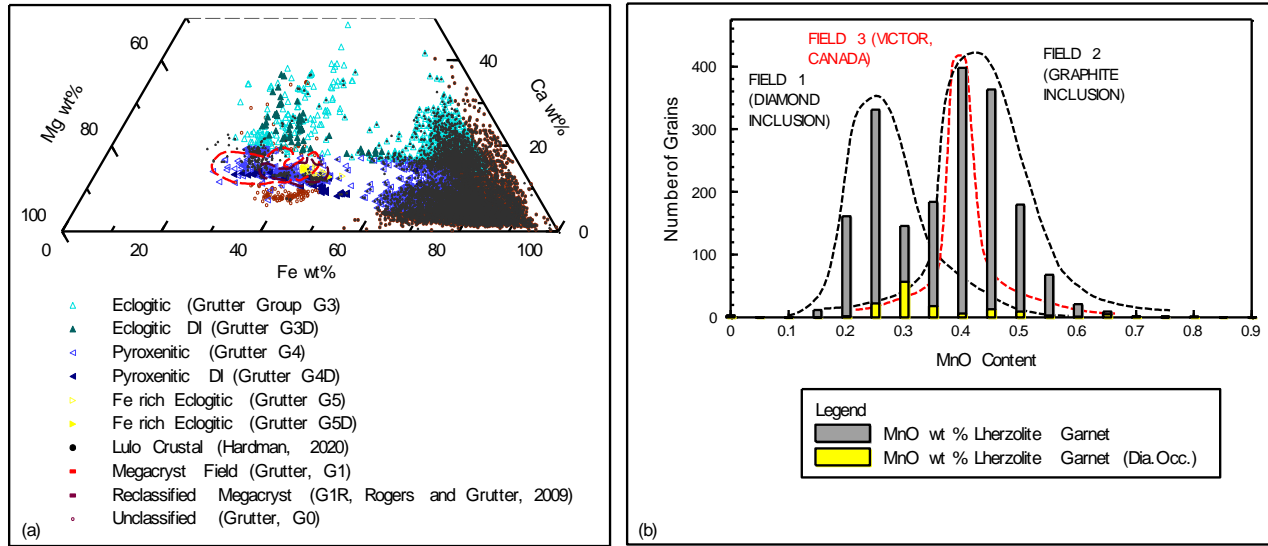 60
80
100
Mg wt%
40
20
0
Ca wt%
0
20
40
60
80
100
Fe wt%
Eclogitic (Grutter Group G3)
Eclogitic DI (Grutter G3D)
Pyroxenitic (Grutter G4)
Pyroxenitic DI (Grutter G4D)
Fe rich Eclogitic (Grutter G5)
Fe rich Eclogitic (Grutter G5D)
Lulo Crustal (Hardman, 2020)
Megacryst Field (Grutter, G1)
Reclassified Megacryst (G1R, Rogers and Grutter, 2009)
Unclassified (Grutter, G0)
(a)
FIELD 3 (VICTOR,
CANADA)
FIELD 1
(DIAMOND
INCLUSION)
FIELD 2
(GRAPHITE
INCLUSION)
Number of Grains
400
300
200
100
0
0.0
0.1
0.2
0.3
0.4
0.5
0.6
0.7
0.8
0.9
MnO Content
Legend
MnO wt % Lherzolite Garnet
MnO wt % Lherzolite Garnet (Dia.Occ.)
(b)